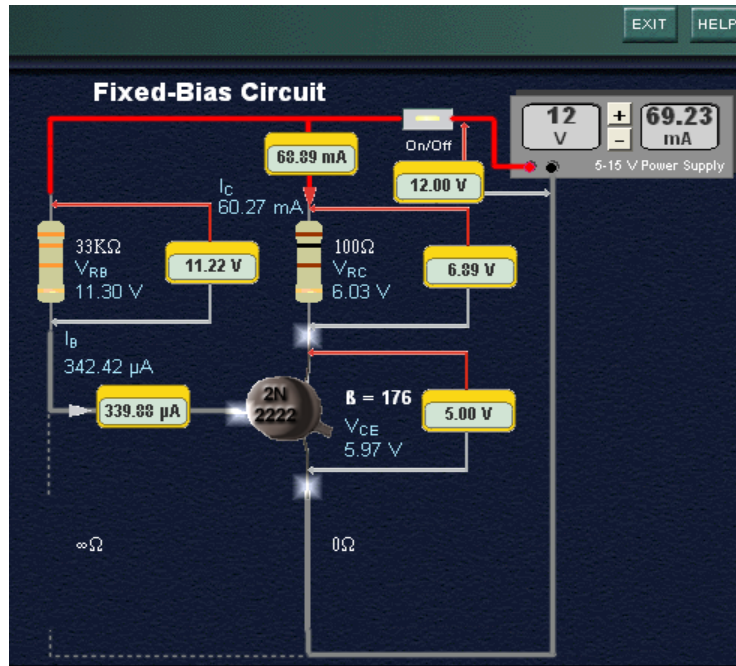 EXIT
HELP
Fixed-Bias Circuit
12
V
+
−
69.23
mA
On/Off
5-15 V Power Supply
68.89 mA
12.00 V
IC
60.27 mA
33KΩ
VRB
11.30 V
11.22 V
100Ω
VRC
6.03 V
6.89 V
IB
342.42 µA
339.88 µA
2N
2222
ß = 176
VCE
5.97 V
5.00 V
∞Ω
0Ω